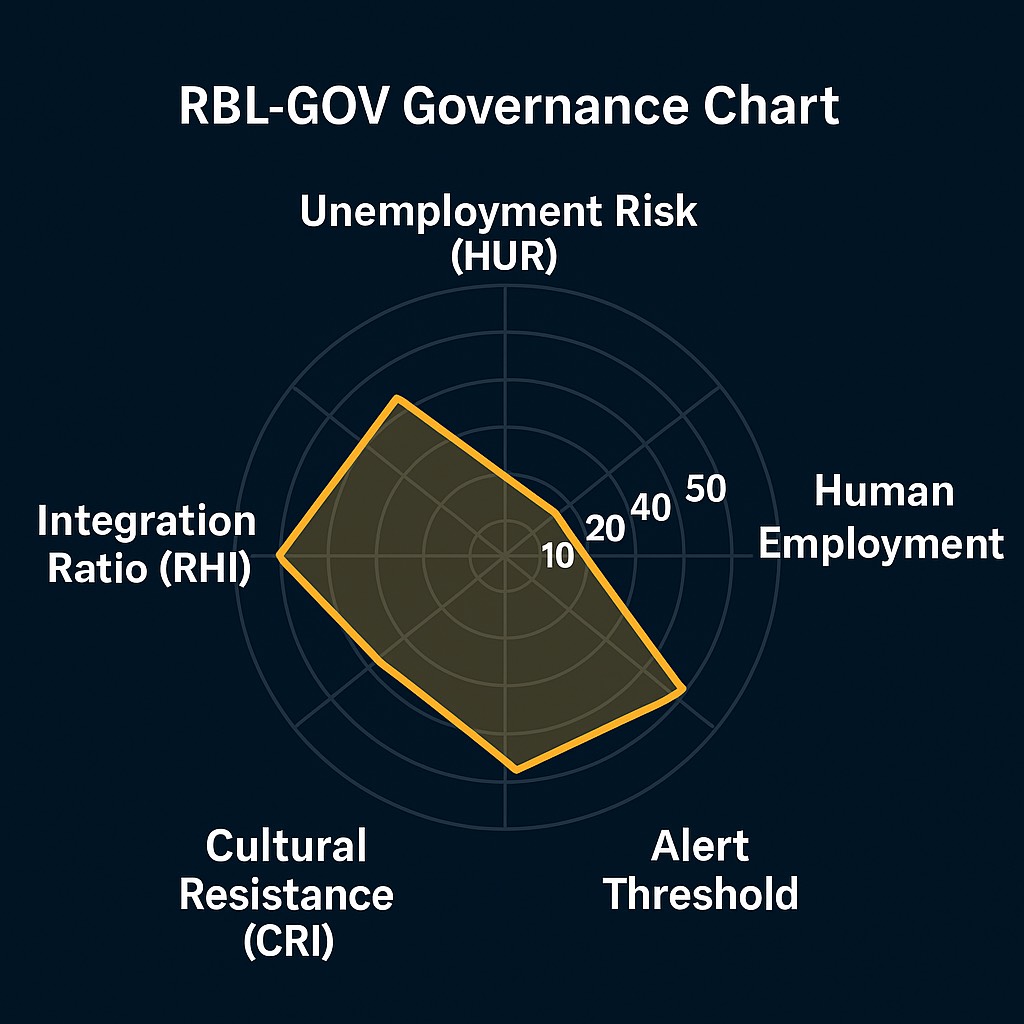 RBL-GOV Governance Chart
Unemployment Risk
(HUR)
50
40
20
10
Human
Employment
Integration
Ratio (RHI)
Cultural
Resistance
(CRI)
Alert
Threshold